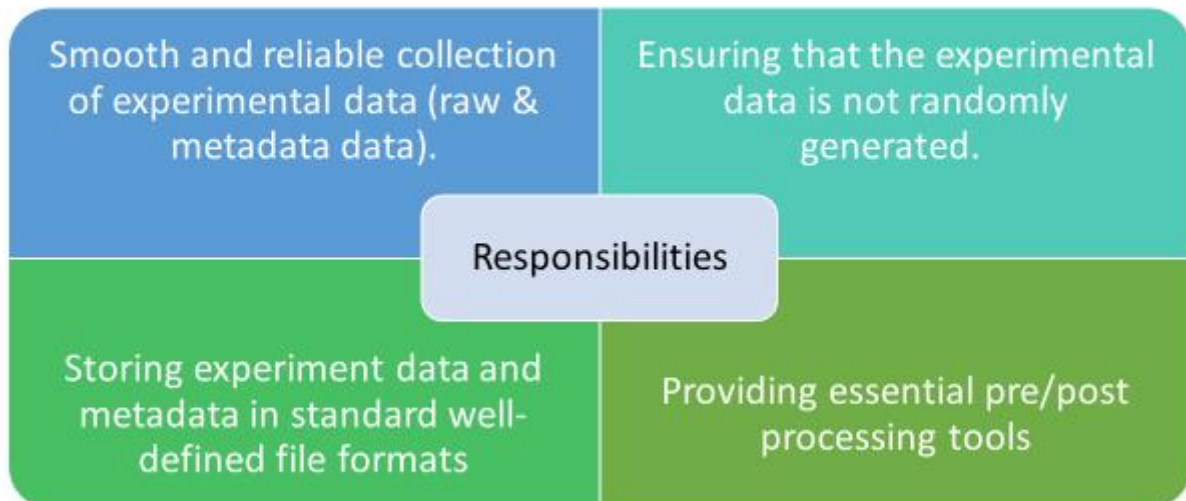 Smooth and reliable collection
of experimental data (raw &
metadata data).
Ensuring that the experimental
data is not randomly
generated.
Responsibilities
Storing experiment data and
metadata in standard well-
defined file formats
Providing essential pre/post
processing tools